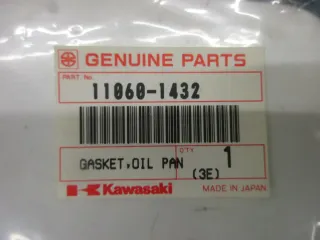 GENUINE PARTS
PART No.
11060-1432
GASKET,OIL PAN
QTY
1
(3E)
Kawasaki
MADE IN JAPAN